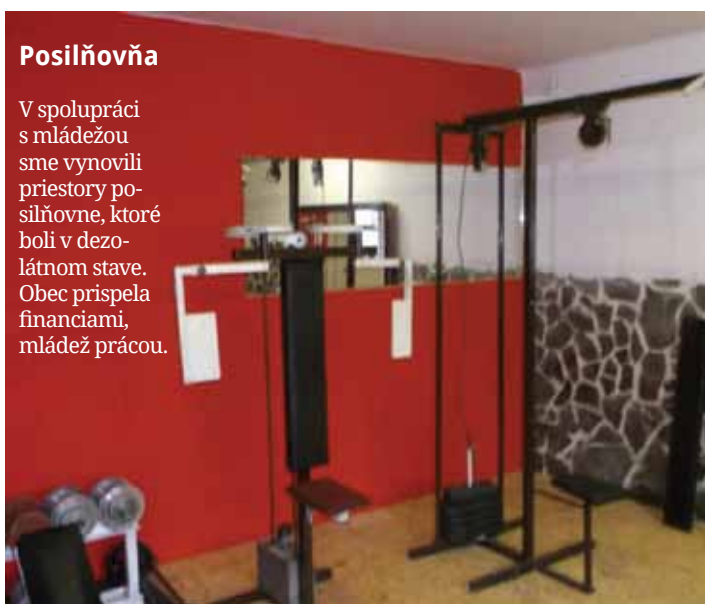 Posilňovňa
V spolupráci
s mládežou
sme vynovili
priestory po-
silňovne, ktoré
boli v dezo-
látnom stave.
Obec prispela
financiami,
mládež prácou.